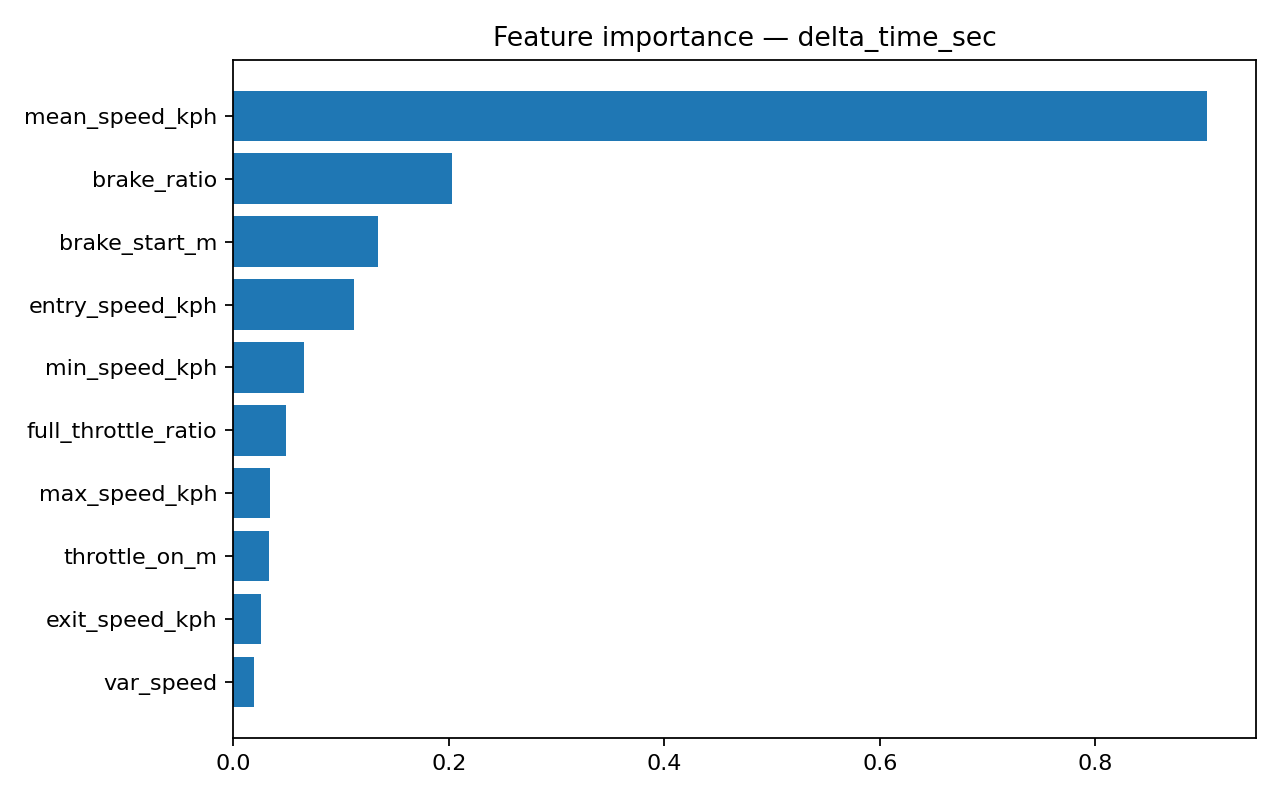 Feature importance — delta_time_sec
mean_speed_kph
brake_ratio
brake_start_m
entry_speed_kph
min_speed_kph
full_throttle_ratio
max_speed_kph
throttle_on_m
exit_speed_kph
var_speed
0.0 0.2 0.4 0.6 0.8